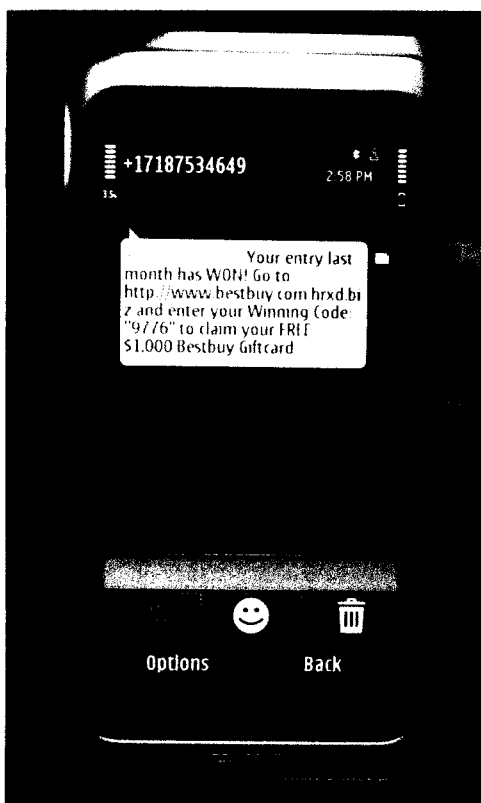 +17187534649
2:58 PM
Your entry last
month has WON! Go to
http://www.bestbuy.com.hrxd.bi
z and enter your Winning Code:
"9776" to claim your FREE
$1,000 Bestbuy Giftcard
Options
Back